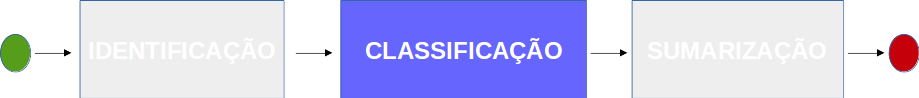 IDENTIFICAÇÃO
CLASSIFICAÇÃO
SUMARIZAÇÃO